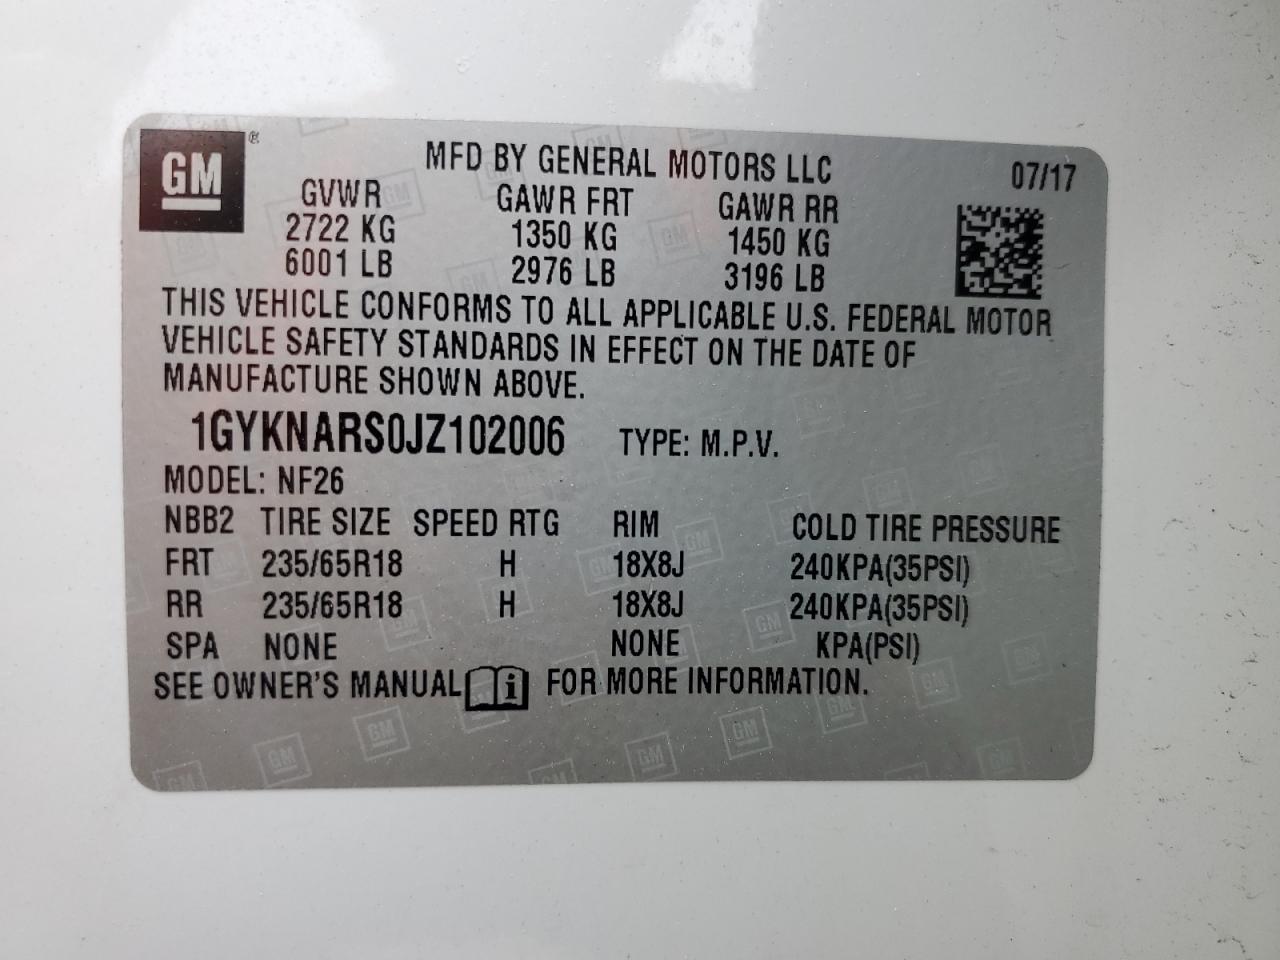 GM®
MFD BY GENERAL MOTORS LLC 07/17
GVWR GAWR FRT GAWR RR
2722 KG 1350 KG 1450 KG
6001 LB 2976 LB 3196 LB
THIS VEHICLE CONFORMS TO ALL APPLICABLE U.S. FEDERAL MOTOR
VEHICLE SAFETY STANDARDS IN EFFECT ON THE DATE OF
MANUFACTURE SHOWN ABOVE.
1GYKNARS0JZ102006 TYPE: M.P.V.
MODEL: NF26
NBB2 TIRE SIZE SPEED RTG RIM COLD TIRE PRESSURE
FRT 235/65R18 H 18X8J 240KPA(35PSI)
RR 235/65R18 H 18X8J 240KPA(35PSI)
SPA NONE NONE KPA(PSI)
SEE OWNER'S MANUAL i FOR MORE INFORMATION.